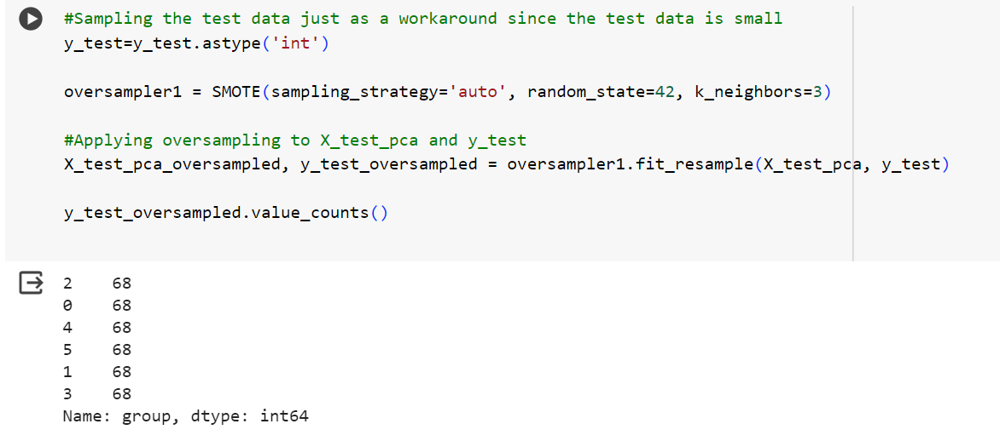 #Sampling the test data just as a workaround since the test data is small
y_test=y_test.astype('int')
oversampler1 = SMOTE(sampling_strategy='auto', random_state=42, k_neighbors=3)
#Applying oversampling to X_test_pca and y_test
X_test_pca_oversampled, y_test_oversampled = oversampler1.fit_resample(X_test_pca, y_test)
y_test_oversampled.value_counts()
2 68
0 68
4 68
5 68
1 68
3 68
Name: group, dtype: int64